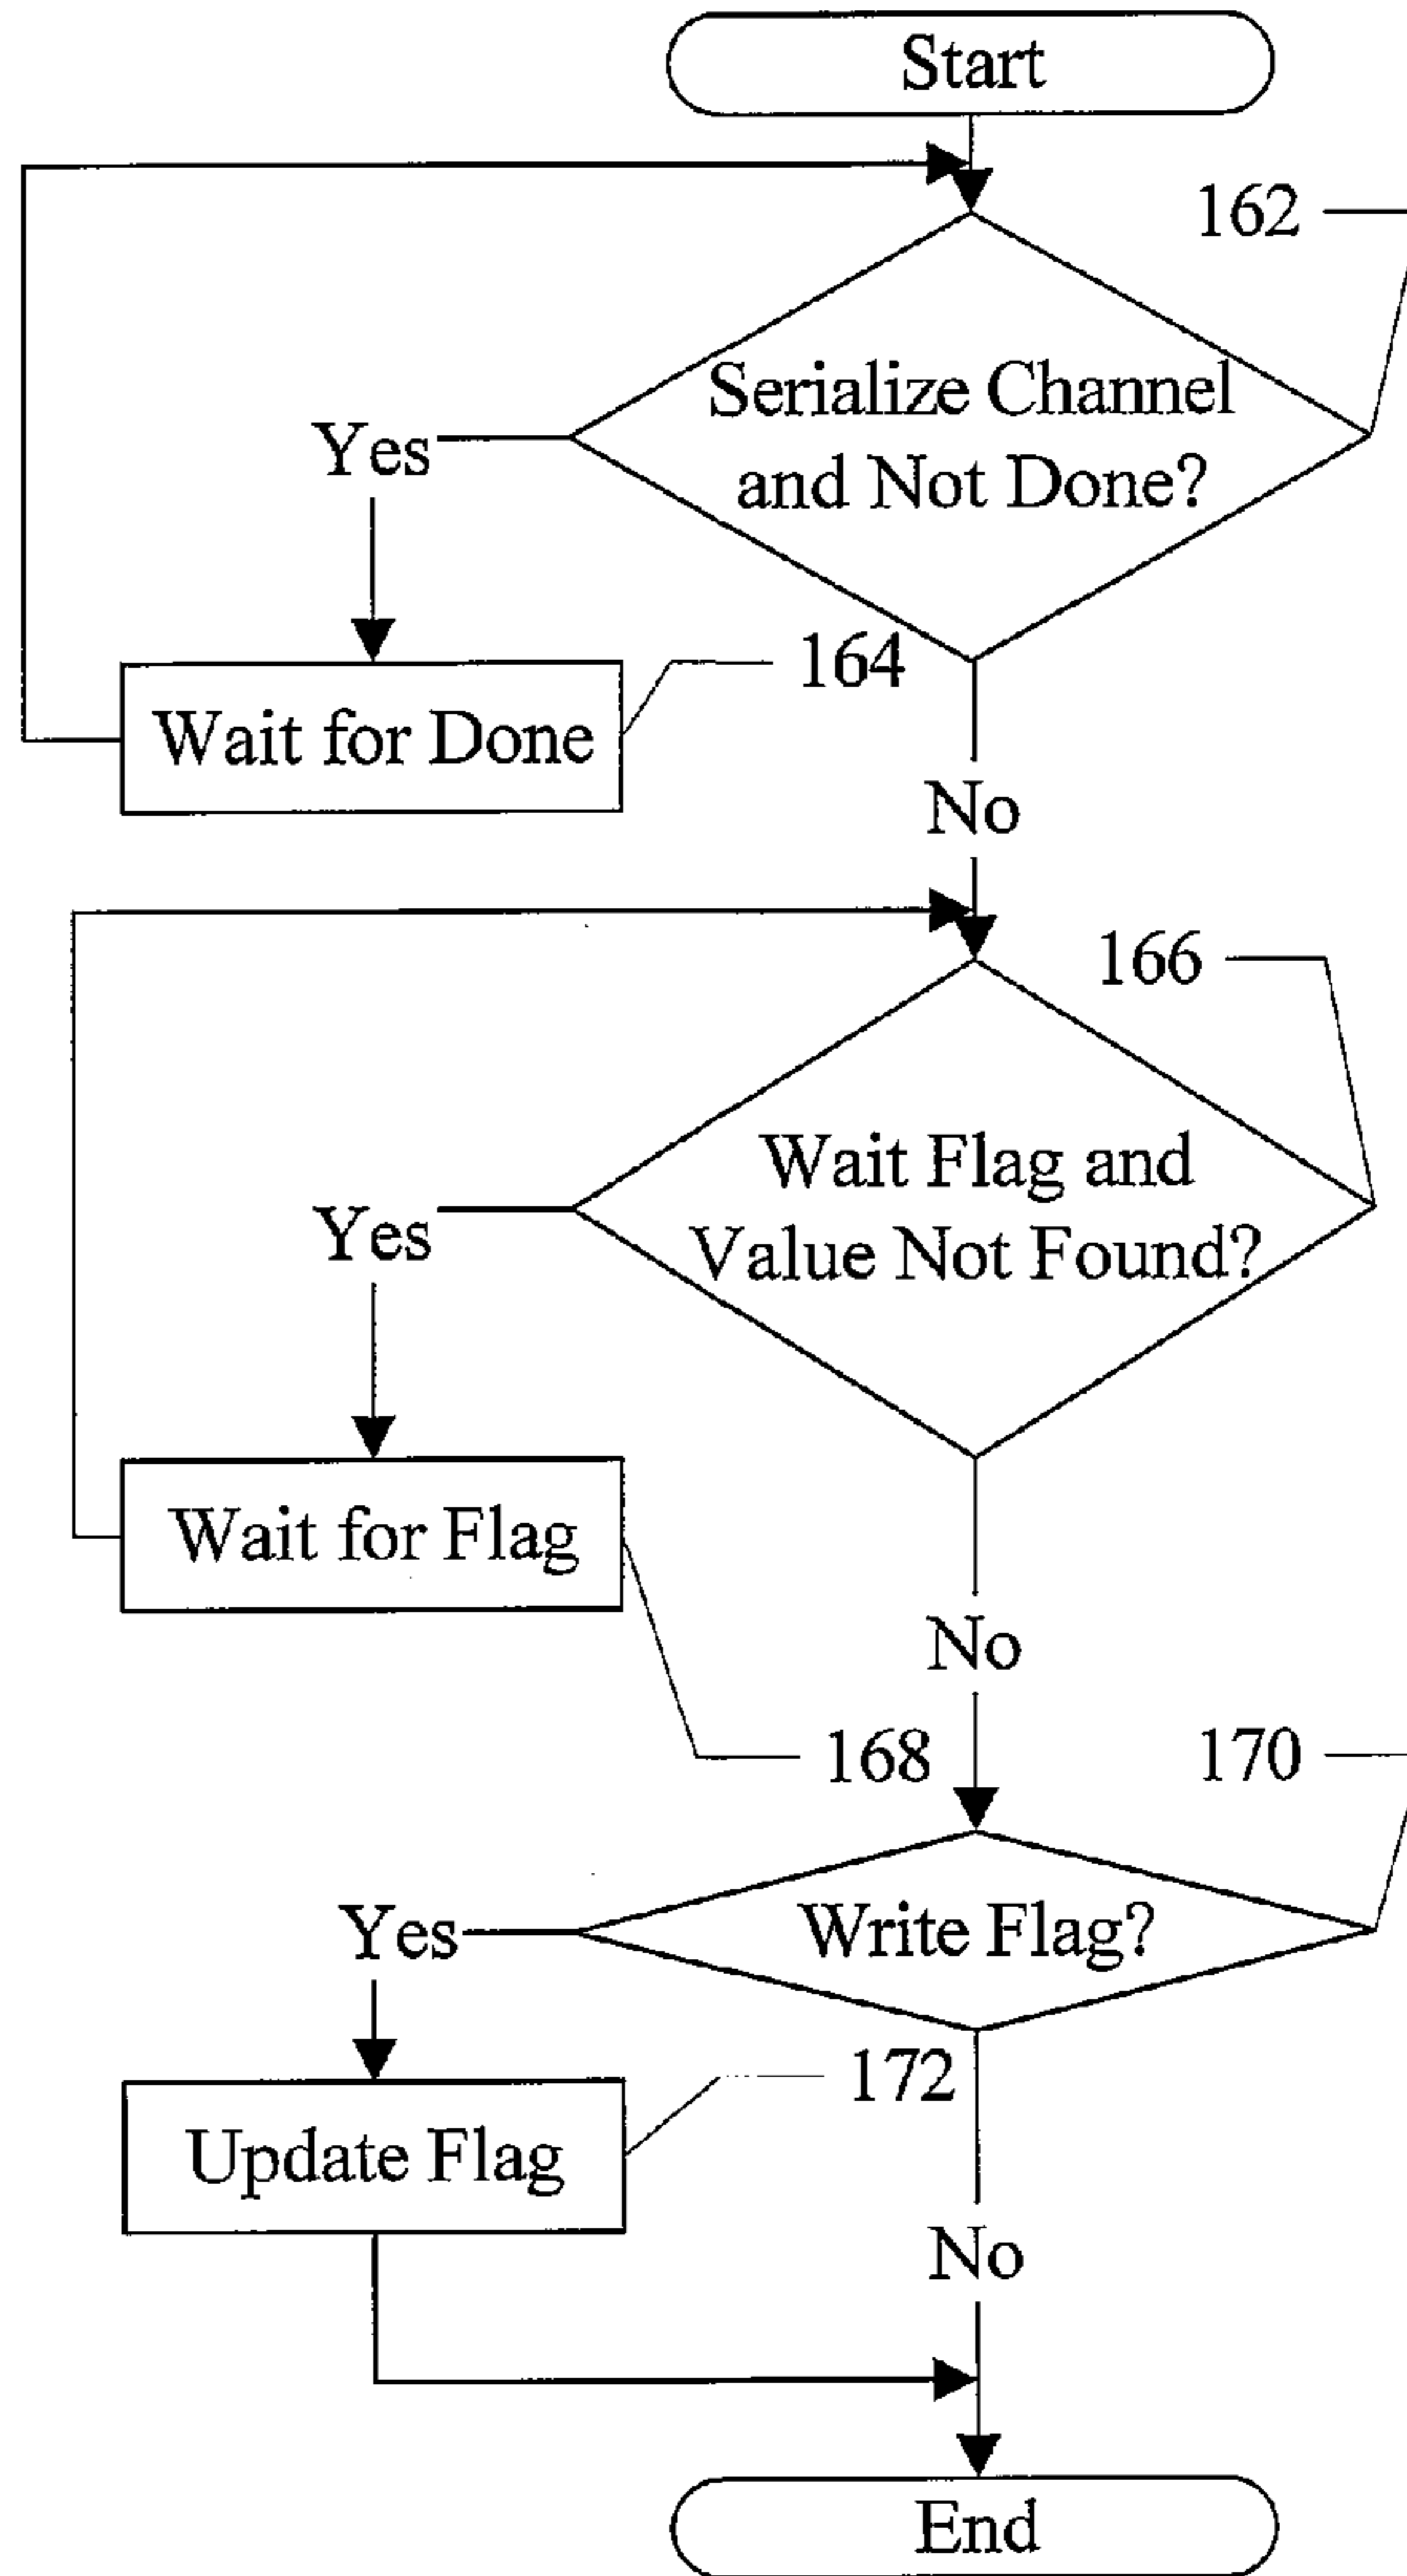 Start
162
Serialize Channel
and Not Done?
Yes
164
Wait for Done
No
166
Wait Flag and
Value Not Found?
Yes
Wait for Flag
No
168
170
Write Flag?
Yes
172
Update Flag
No
End